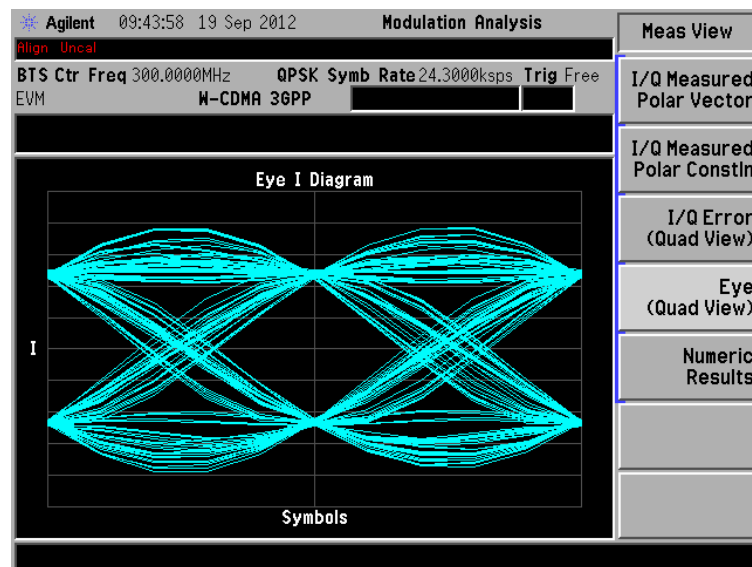 Agilent 09:43:58 19 Sep 2012 Modulation Analysis
Align Uncal
BTS Ctr Freq 300.0000MHz QPSK Symb Rate 24.3000ksps Trig Free
EVM W-CDMA 3GPP
Eye I Diagram
I
Symbols
Meas View
I/Q Measured
Polar Vector
I/Q Measured
Polar Constln
I/Q Error
(Quad View)
Eye
(Quad View)
Numeric
Results